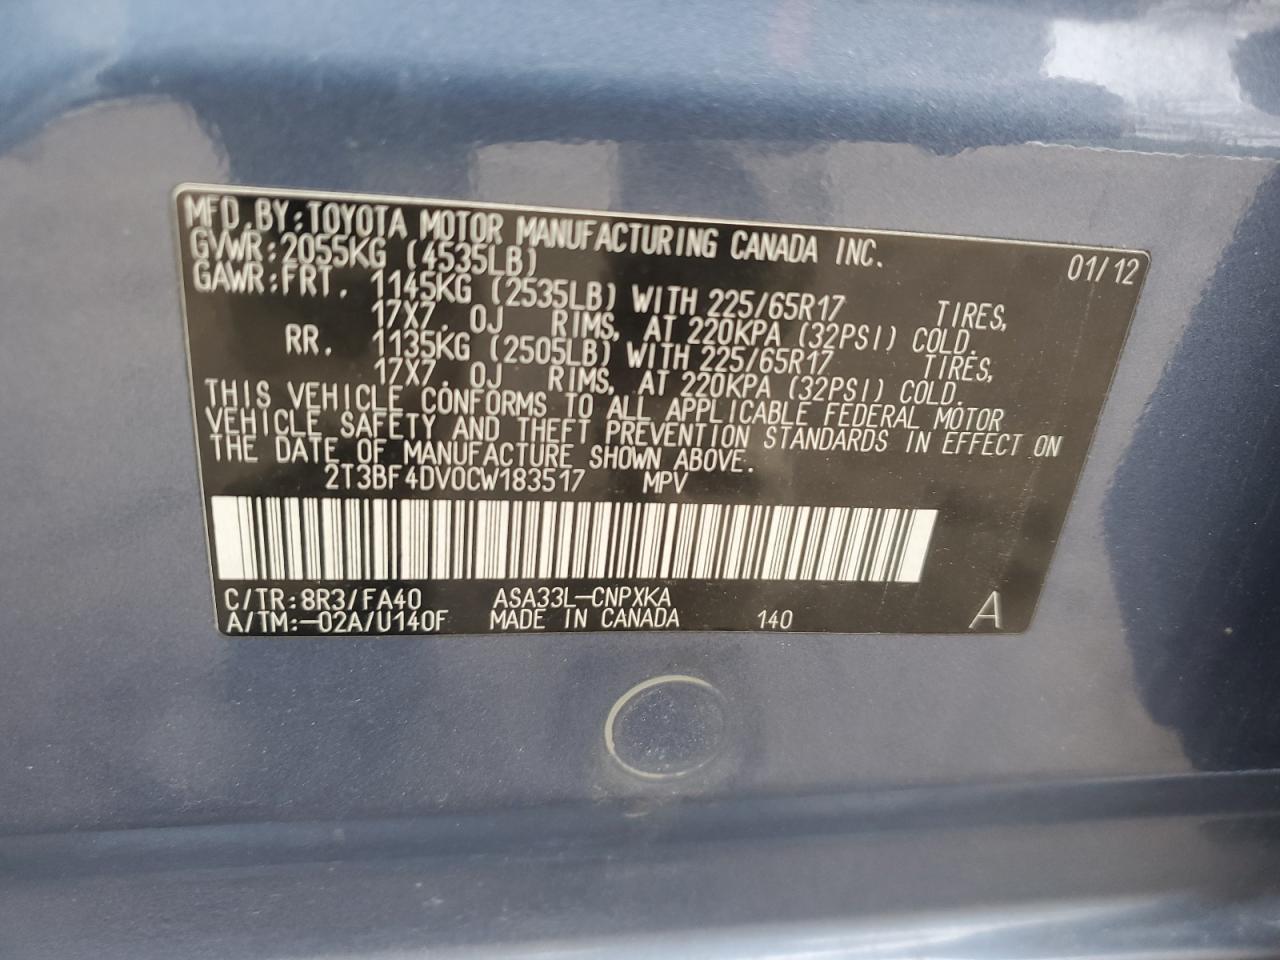 MFD.BY:TOYOTA MOTOR MANUFACTURING CANADA INC. 01/12
GVWR:2055KG (4535LB)
GAWR:FRT. 1145KG (2535LB) WITH 225/65R17 TIRES,
17X7. 0J RIMS, AT 220KPA (32PSI) COLD.
RR. 1135KG (2505LB) WITH 225/65R17 TIRES,
17X7. 0J RIMS, AT 220KPA (32PSI) COLD.
THIS VEHICLE CONFORMS TO ALL APPLICABLE FEDERAL MOTOR
VEHICLE SAFETY AND THEFT PREVENTION STANDARDS IN EFFECT ON
THE DATE OF MANUFACTURE SHOWN ABOVE.
2T3BF4DV0CW183517 MPV
C/TR:8R3/FA40 ASA33L-CNPXKA
A/TM:-02A/U140F MADE IN CANADA 140 A